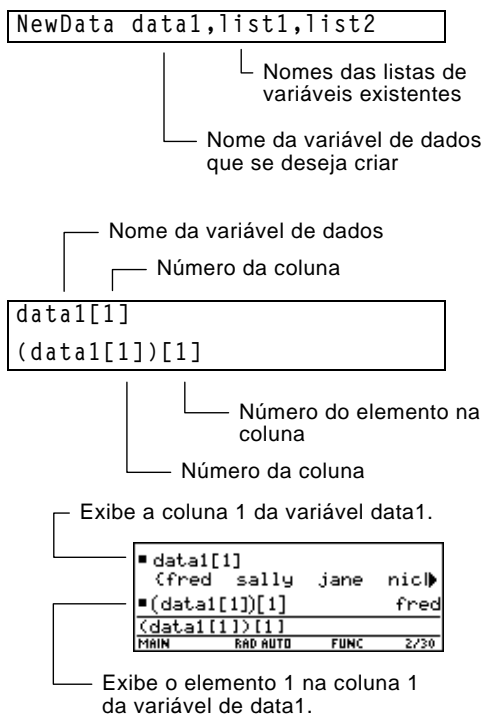 NewData data1,list1,list2
Nomes das listas de
variáveis existentes
Nome da variável de dados
que se deseja criar
Nome da variável de dados
Número da coluna
data1[1]
(data1[1])[1]
Número do elemento na
coluna
Número da coluna
Exibe a coluna 1 da variável data1.
▪ data1[1]
{fred sally jane nicl▶
▪ (data1[1])[1] fred
(data1[1])[1]
MAIN RAD AUTO FUNC 2/30
Exibe o elemento 1 na coluna 1
da variável de data1.